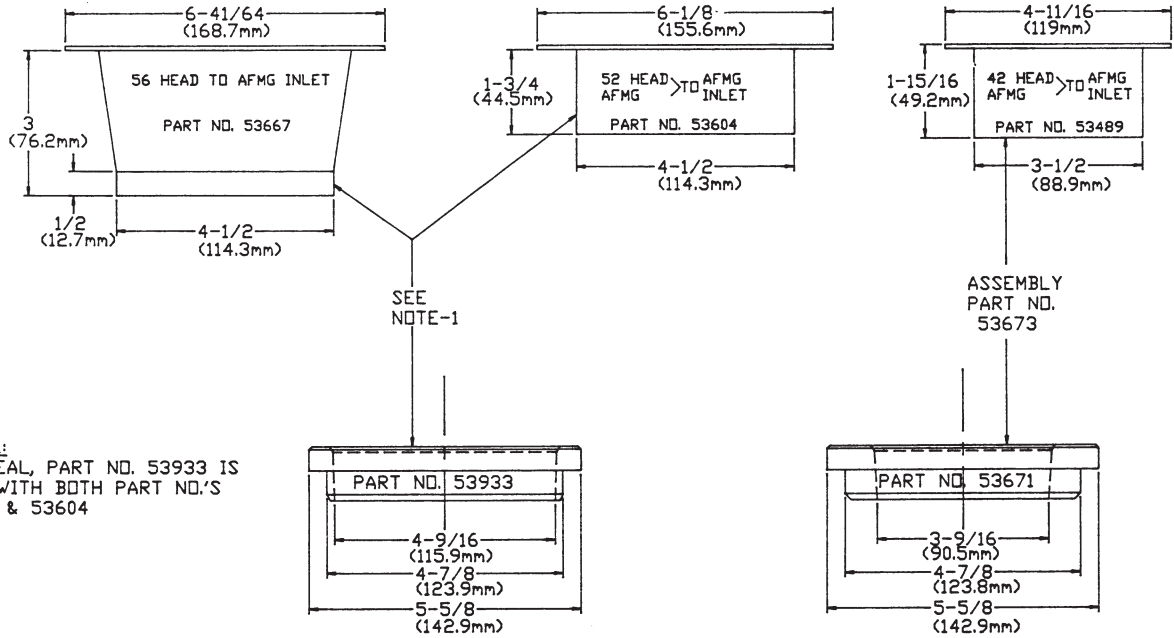 6-41/64
(168.7mm)
56 HEAD TO AFMG INLET
PART NO. 53667
3
(76.2mm)
1/2
(12.7mm)
4-1/2
(114.3mm)
6-1/8
(155.6mm)
1-3/4
(44.5mm)
52 HEAD >TO AFMG
AFMG INLET
PART NO. 53604
4-1/2
(114.3mm)
4-11/16
(119mm)
1-15/16
(49.2mm)
42 HEAD >TO AFMG
AFMG INLET
PART NO. 53489
3-1/2
(88.9mm)
SEE
NOTE-1
ASSEMBLY
PART NO.
53673
EAL, PART NO. 53933 IS
WITH BOTH PART NO.'S
& 53604
PART NO. 53933
4-9/16
(115.9mm)
4-7/8
(123.9mm)
5-5/8
(142.9mm)
PART NO. 53671
3-9/16
(90.5mm)
4-7/8
(123.8mm)
5-5/8
(142.9mm)